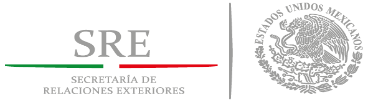 SRE
SECRETARÍA DE
RELACIONES EXTERIORES
ESTADOS UNIDOS MEXICANOS